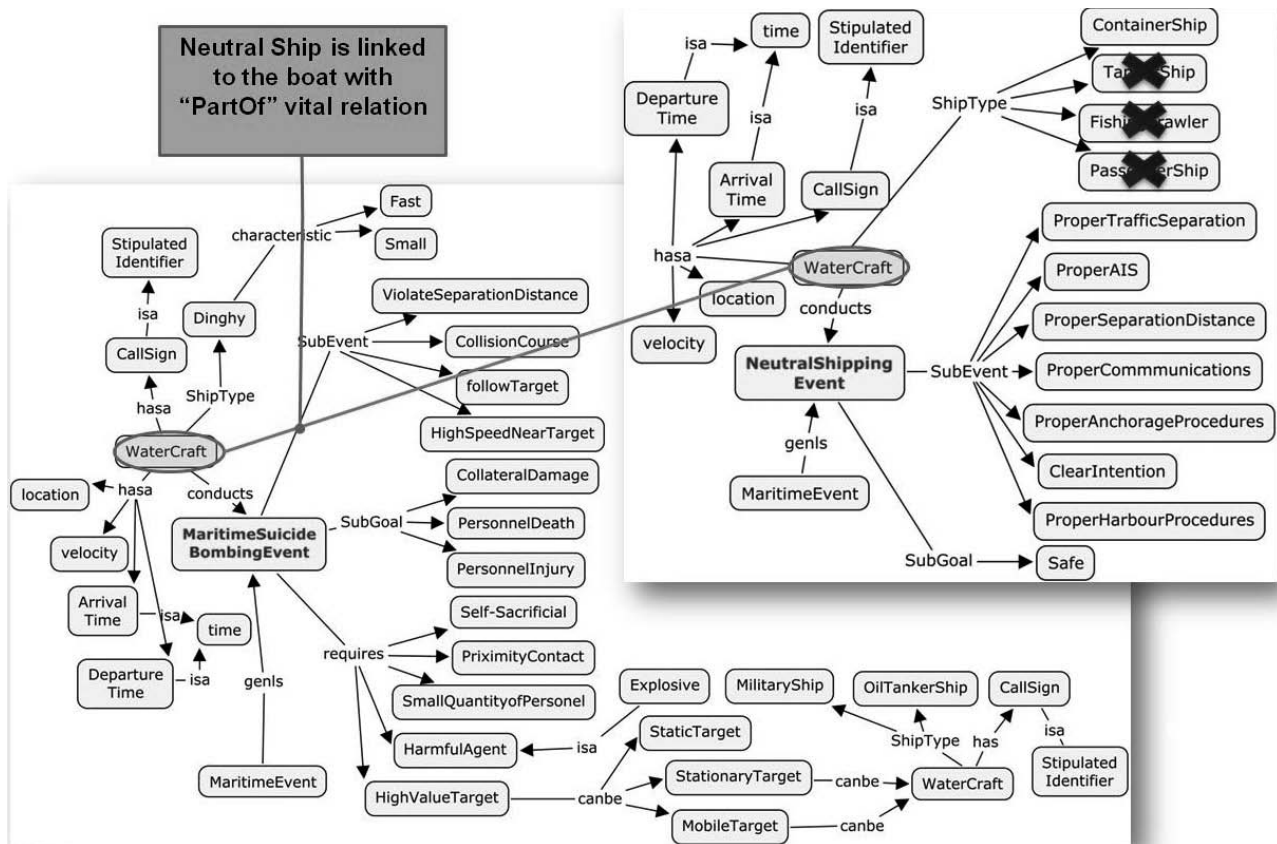 Neutral Ship is linked
to the boat with
“PartOf” vital relation
isa
time
Stipulated
Identifier
ContainerShip
Departure
Time
isa
isa
ShipType
Arrival
Time
CallSign
ProperTrafficSeparation
hasa
WaterCraft
ProperAIS
location
conducts
ProperSeparationDistance
velocity
NeutralShipping
Event
SubEvent
ProperCommmunications
ProperAnchorageProcedures
genls
ClearIntention
MaritimeEvent
ProperHarbourProcedures
SubGoal
Safe
Fast
characteristic
Small
Stipulated
Identifier
ViolateSeparationDistance
isa
Dinghy
SubEvent
CollisionCourse
CallSign
followTarget
ShipType
hasa
HighSpeedNearTarget
WaterCraft
CollateralDamage
location
hasa
conducts
SubGoal
PersonnelDeath
MaritimeSuicide
BombingEvent
velocity
PersonnelInjury
Arrival
Time
isa
time
Self-Sacrificial
requires
PriximityContact
Departure
Time
isa
genls
SmallQuantityofPersonel
Explosive
MilitaryShip
OilTankerShip
CallSign
HarmfulAgent
isa
StaticTarget
ShipType
has
isa
MaritimeEvent
HighValueTarget
canbe
StationaryTarget
canbe
WaterCraft
Stipulated
Identifier
MobileTarget
canbe